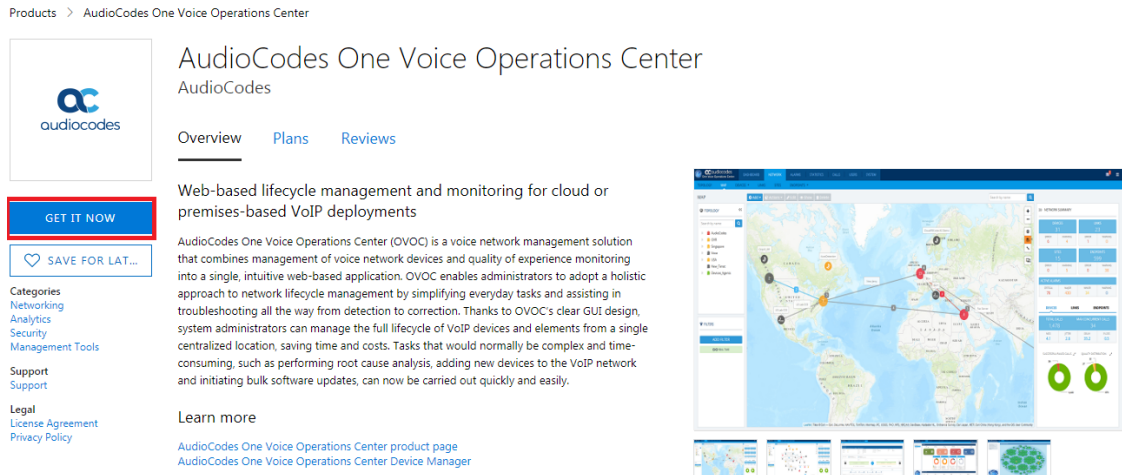 Products > AudioCodes One Voice Operations Center
audiocodes
AudioCodes One Voice Operations Center
AudioCodes
Overview Plans Reviews
GET IT NOW
SAVE FOR LAT...
Categories
Networking
Analytics
Security
Management Tools
Support
Support
Legal
License Agreement
Privacy Policy
Web-based lifecycle management and monitoring for cloud or
premises-based VoIP deployments
AudioCodes One Voice Operations Center (OVOC) is a voice network management solution
that combines management of voice network devices and quality of experience monitoring
into a single, intuitive web-based application. OVOC enables administrators to adopt a holistic
approach to network lifecycle management by simplifying everyday tasks and assisting in
troubleshooting all the way from detection to correction. Thanks to OVOC's clear GUI design,
system administrators can manage the full lifecycle of VoIP devices and elements from a single
centralized location, saving time and costs. Tasks that would normally be complex and time-
consuming, such as performing root cause analysis, adding new devices to the VoIP network
and initiating bulk software updates, can now be carried out quickly and easily.
Learn more
AudioCodes One Voice Operations Center product page
AudioCodes One Voice Operations Center Device Manager
audiocodes
NETWORK